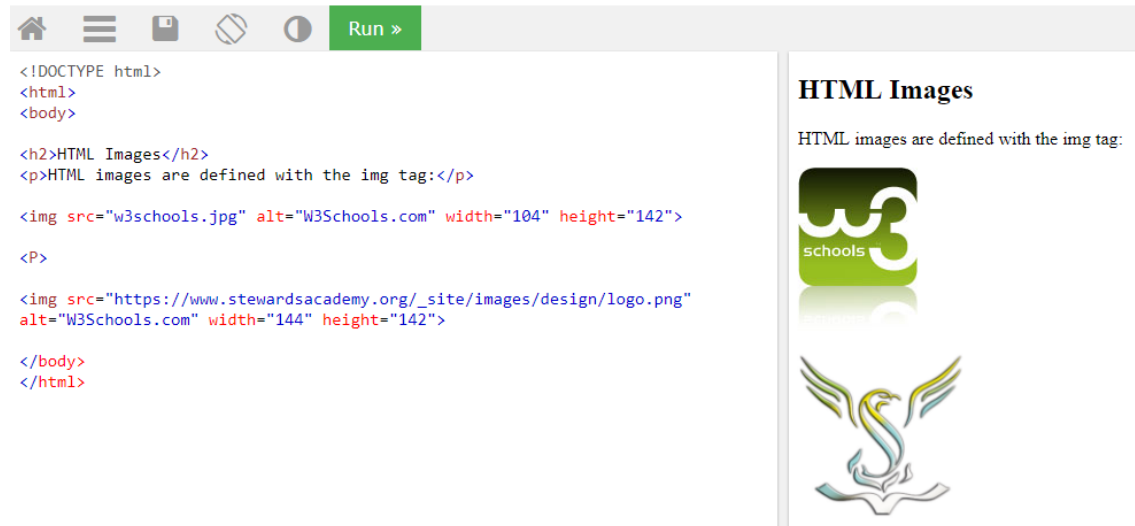 Run »
<!DOCTYPE html>
<html>
<body>
<h2>HTML Images</h2>
<p>HTML images are defined with the img tag:</p>
<img src="w3schools.jpg" alt="W3Schools.com" width="104" height="142">
<P>
<img src="https://www.stewardsacademy.org/_site/images/design/logo.png"
alt="W3Schools.com" width="144" height="142">
</body>
</html>
HTML Images
HTML images are defined with the img tag:
w3
schools